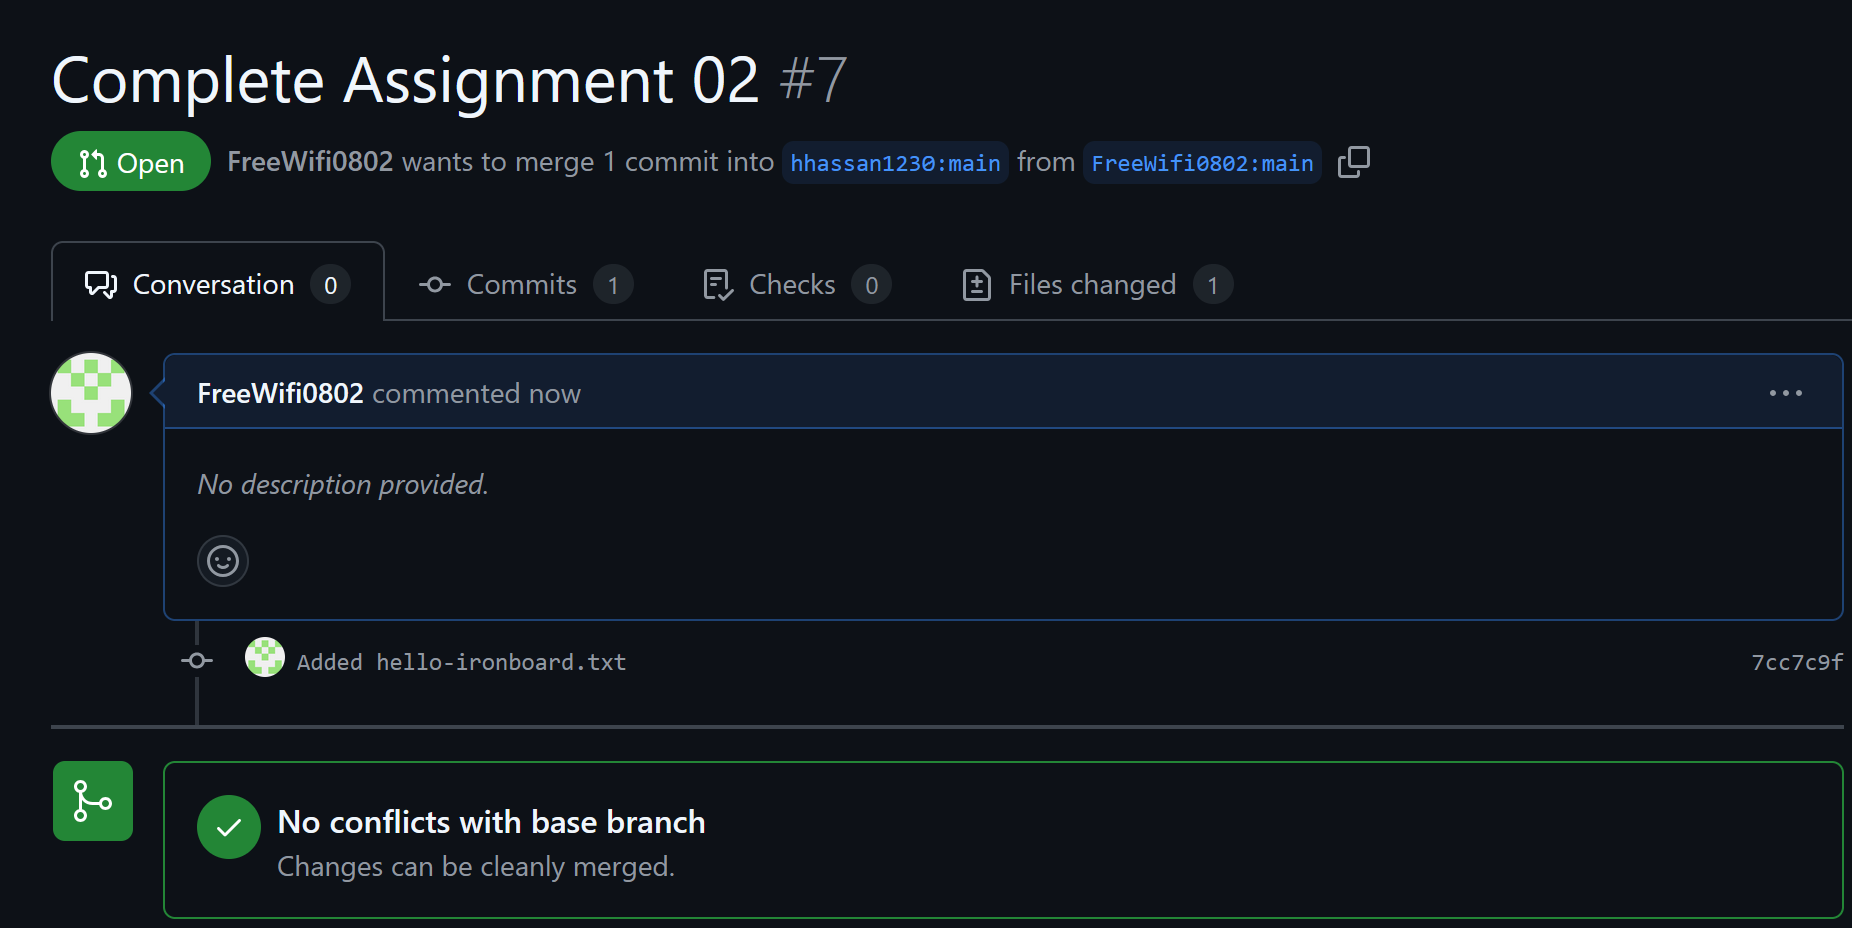 Complete Assignment 02 #7
Open FreeWifi0802 wants to merge 1 commit into hhassan1230:main from FreeWifi0802:main
Conversation 0 Commits 1 Checks 0 Files changed 1
FreeWifi0802 commented now
No description provided.
Added hello-ironboard.txt 7cc7c9f
No conflicts with base branch
Changes can be cleanly merged.